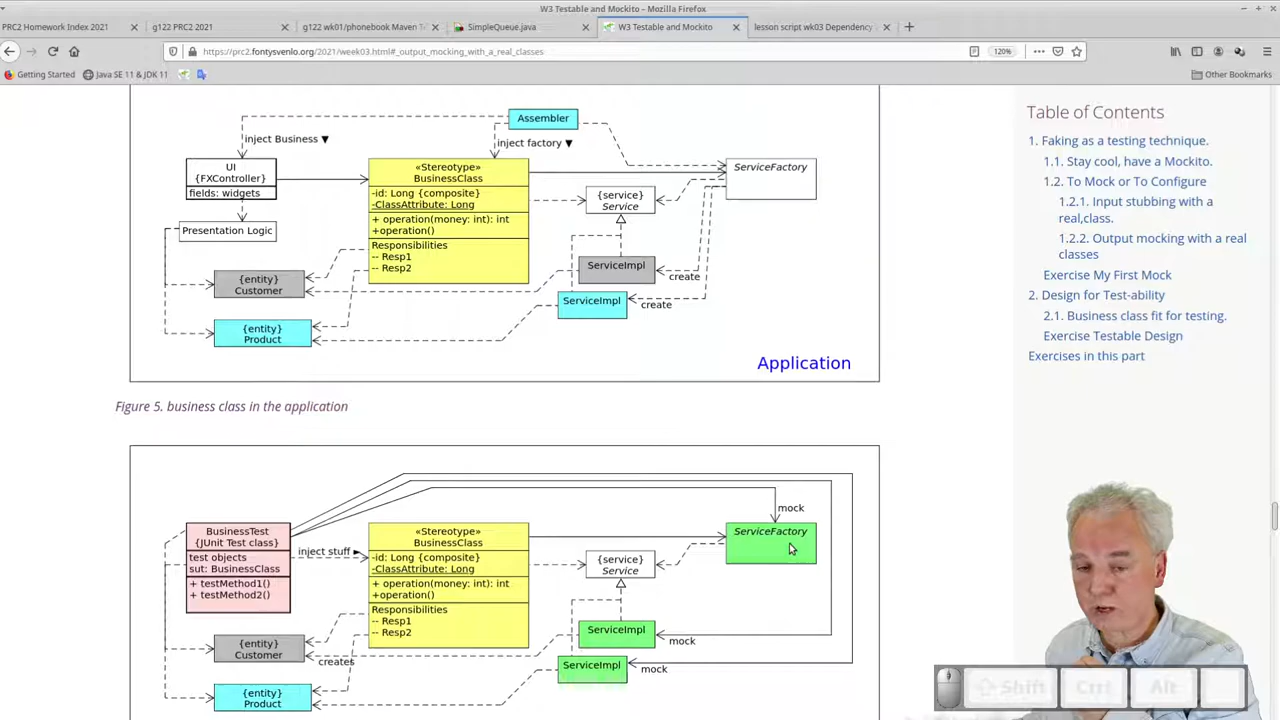 W3 Testable and Mockito - Mozilla Firefox
PRC2 Homework Index 2021
g122 PRC2 2021
g122 wk01/phonebook Maven T
SimpleQueue.java
W3 Testable and Mockito
lesson script wk03 Dependency
https://prc2.fontysvenlo.org/2021/week03.html#_output_mocking_with_a_real_classes
120%
Getting Started
Java SE 11 & JDK 11
Other Bookmarks
Assembler
inject Business ▼
inject factory ▼
UI
{FXController}
fields: widgets
Presentation Logic
«Stereotype»
BusinessClass
-id: Long {composite}
-ClassAttribute: Long
+ operation(money: int): int
+operation()
Responsibilities
-- Resp1
-- Resp2
{service}
Service
ServiceFactory
ServiceImpl
create
ServiceImpl
create
{entity}
Customer
{entity}
Product
Application
Figure 5. business class in the application
BusinessTest
{JUnit Test class}
test objects
sut: BusinessClass
+ testMethod1()
+ testMethod2()
inject stuff ►
«Stereotype»
BusinessClass
-id: Long {composite}
-ClassAttribute: Long
+ operation(money: int): int
+operation()
Responsibilities
-- Resp1
-- Resp2
{service}
Service
mock
ServiceFactory
ServiceImpl
mock
ServiceImpl
mock
{entity}
Customer
creates
{entity}
Product
Table of Contents
1. Faking as a testing technique.
1.1. Stay cool, have a Mockito.
1.2. To Mock or To Configure
1.2.1. Input stubbing with a
real,class.
1.2.2. Output mocking with a real
classes
Exercise My First Mock
2. Design for Test-ability
2.1. Business class fit for testing.
Exercise Testable Design
Exercises in this part
Shift
Ctrl
Alt